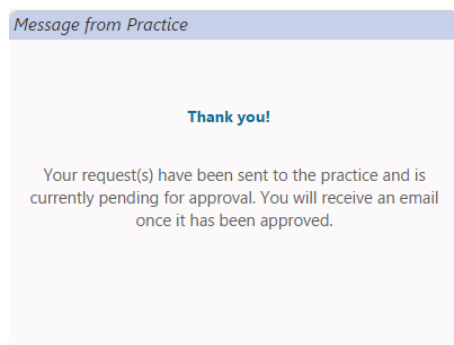 Message from Practice
Thank you!
Your request(s) have been sent to the practice and is
currently pending for approval. You will receive an email
once it has been approved.